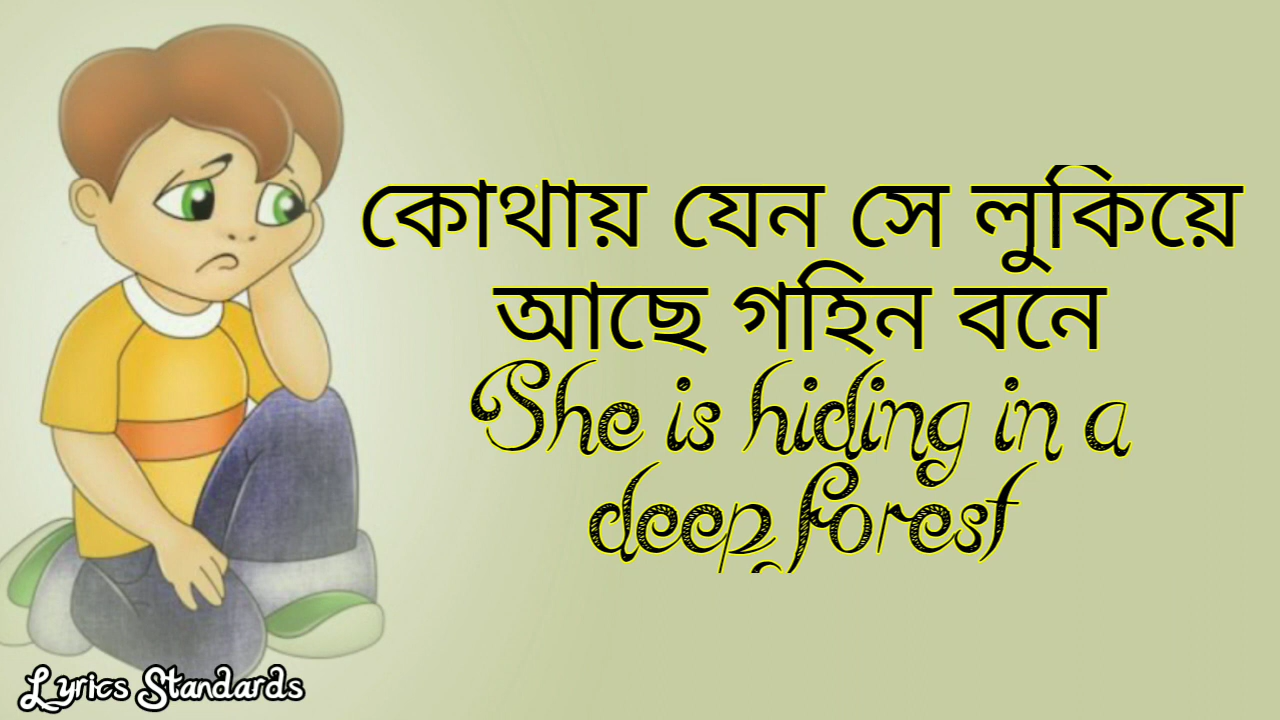 কোথায় যেন সে লুকিয়ে
আছে গহিন বনে
She is hiding in a
deep forest
Lyrics Standards